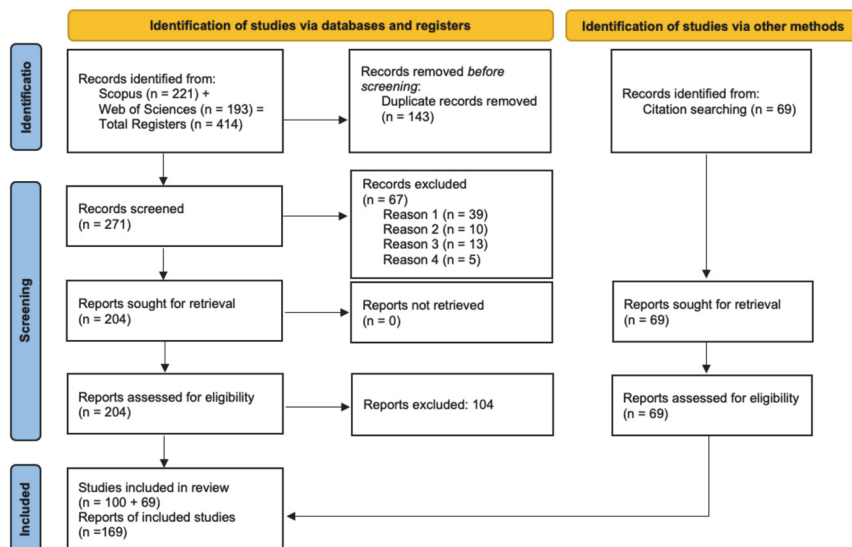 Identification of studies via databases and registers
Identification of studies via other methods
Identificatio
Records identified from:
Scopus (n = 221) +
Web of Sciences (n = 193) =
Total Registers (n = 414)
Records removed before
screening:
Duplicate records removed
(n = 143)
Records identified from:
Citation searching (n = 69)
Screening
Records screened
(n = 271)
Records excluded
(n = 67)
Reason 1 (n = 39)
Reason 2 (n = 10)
Reason 3 (n = 13)
Reason 4 (n = 5)
Reports sought for retrieval
(n = 204)
Reports not retrieved
(n = 0)
Reports sought for retrieval
(n = 69)
Reports assessed for eligibility
(n = 204)
Reports excluded: 104
Reports assessed for eligibility
(n = 69)
Included
Studies included in review
(n = 100 + 69)
Reports of included studies
(n =169)